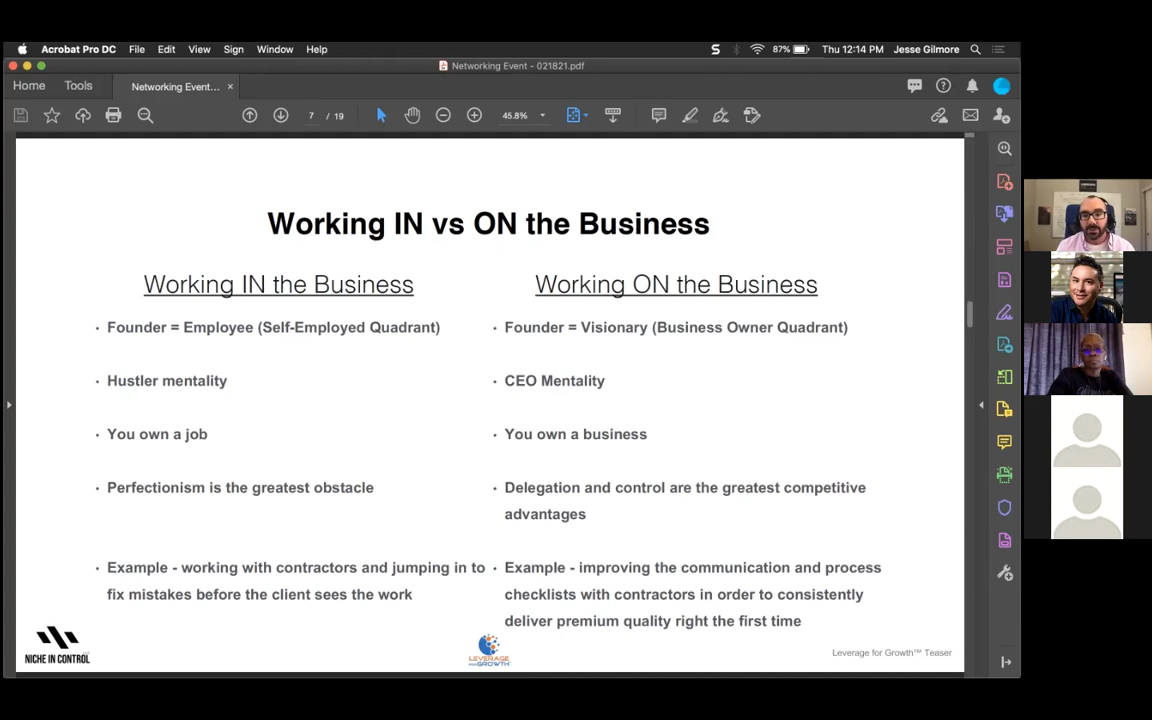 Acrobat Pro DC File Edit View Sign Window Help
87% Thu 12:14 PM Jesse Gilmore
Networking Event - 021821.pdf
Home Tools Networking Event... ×
7 / 19 45.8%
Working IN vs ON the Business
Working IN the Business
· Founder = Employee (Self-Employed Quadrant)
· Hustler mentality
· You own a job
· Perfectionism is the greatest obstacle
· Example - working with contractors and jumping in to
fix mistakes before the client sees the work
Working ON the Business
· Founder = Visionary (Business Owner Quadrant)
· CEO Mentality
· You own a business
· Delegation and control are the greatest competitive
advantages
· Example - improving the communication and process
checklists with contractors in order to consistently
deliver premium quality right the first time
NICHE IN CONTROL
LEVERAGE
GROWTH
Leverage for Growth™ Teaser